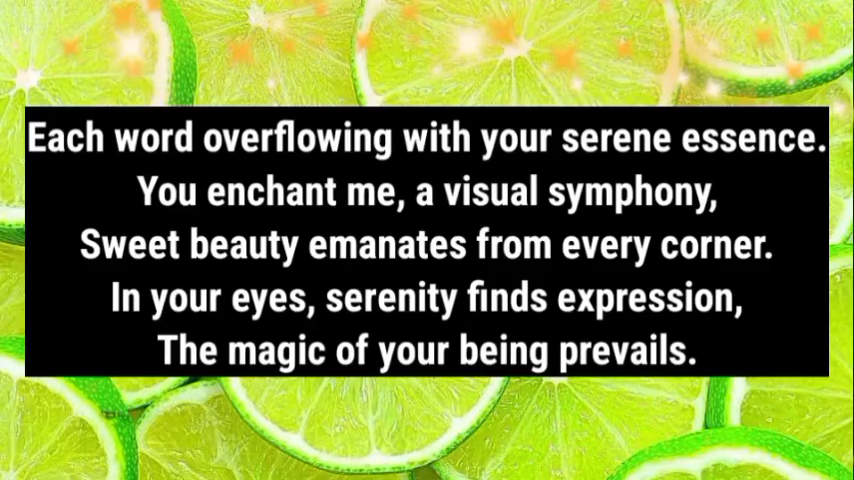 Each word overflowing with your serene essence.
You enchant me, a visual symphony,
Sweet beauty emanates from every corner.
In your eyes, serenity finds expression,
The magic of your being prevails.